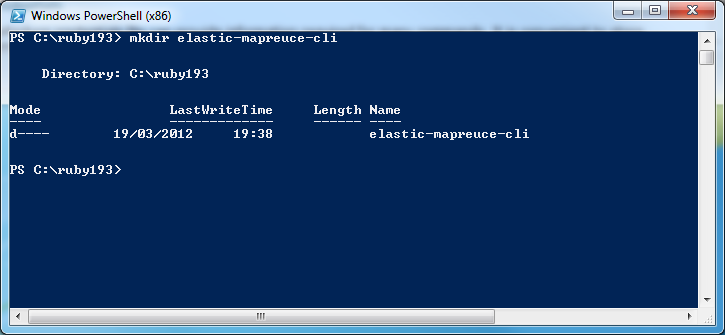 Windows PowerShell (x86)
PS C:\ruby193> mkdir elastic-mapreuce-cli
Directory: C:\ruby193
Mode LastWriteTime Length Name
---- ------------- ------ ----
d---- 19/03/2012 19:38 elastic-mapreuce-cli
PS C:\ruby193>